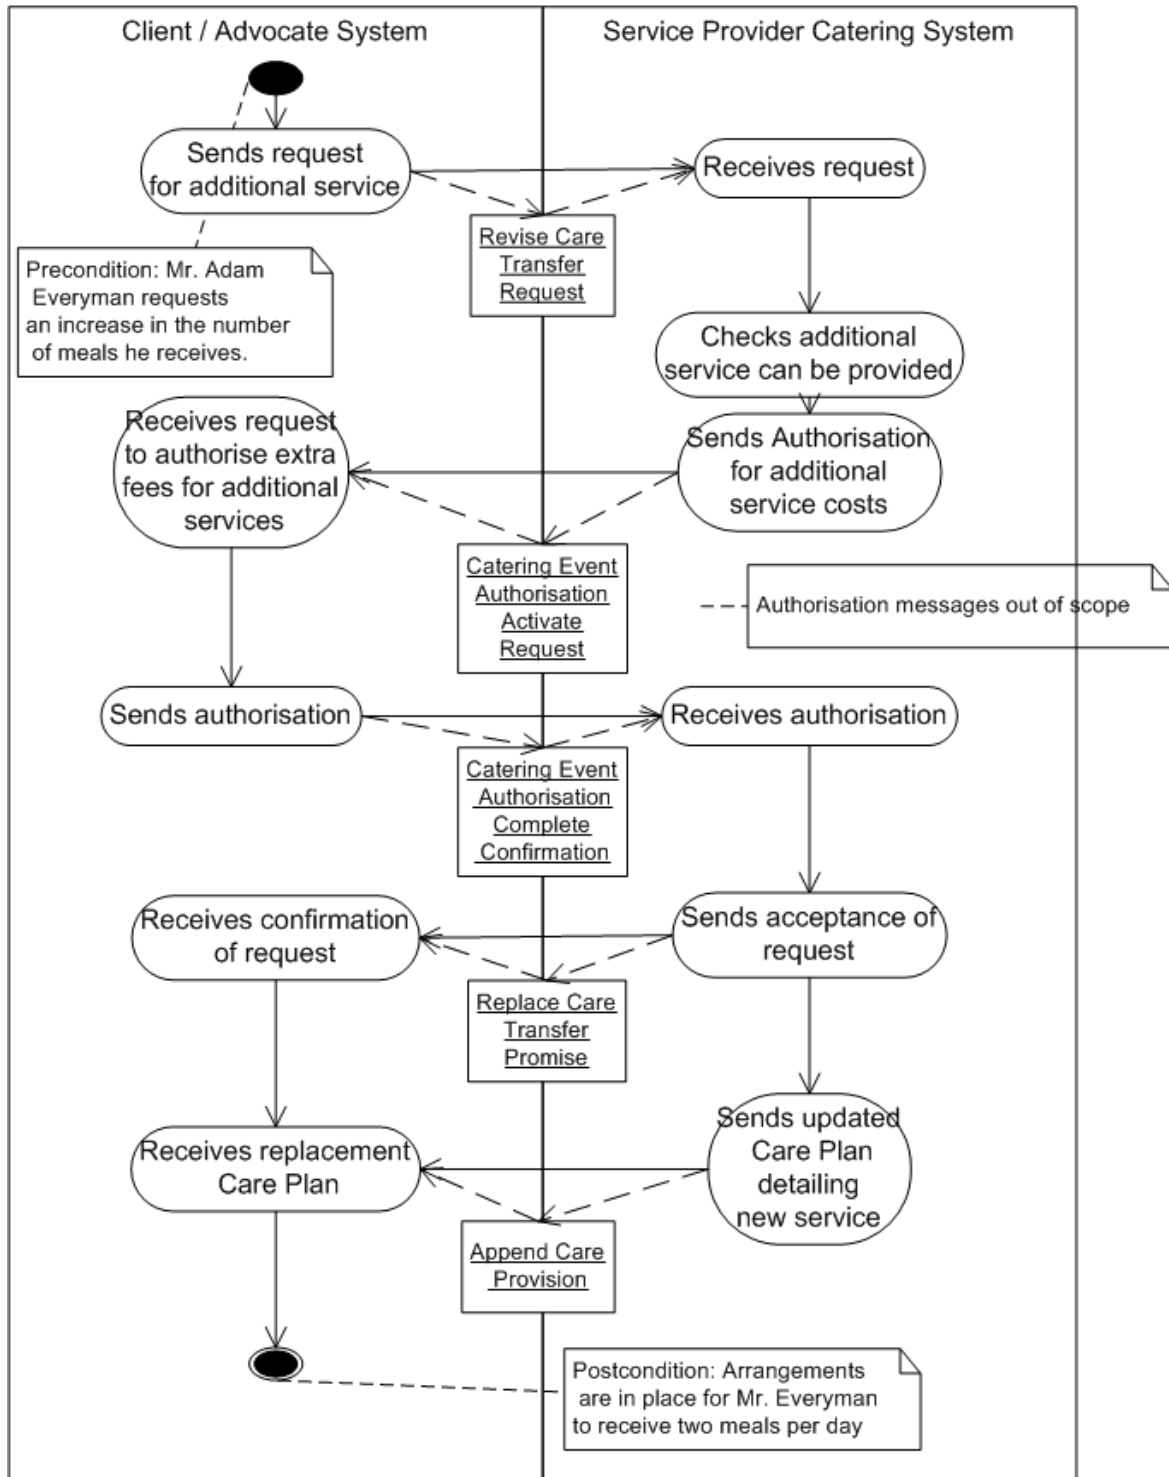 Client / Advocate System
Service Provider Catering System
Sends request
for additional service
Receives request
Revise Care
Transfer
Request
Precondition: Mr. Adam
Everyman requests
an increase in the number
of meals he receives.
Checks additional
service can be provided
Receives request
to authorise extra
fees for additional
services
Sends Authorisation
for additional
service costs
Catering Event
Authorisation
Activate
Request
Authorisation messages out of scope
Sends authorisation
Receives authorisation
Catering Event
Authorisation
Complete
Confirmation
Receives confirmation
of request
Sends acceptance of
request
Replace Care
Transfer
Promise
Receives replacement
Care Plan
Sends updated
Care Plan
detailing
new service
Append Care
Provision
Postcondition: Arrangements
are in place for Mr. Everyman
to receive two meals per day